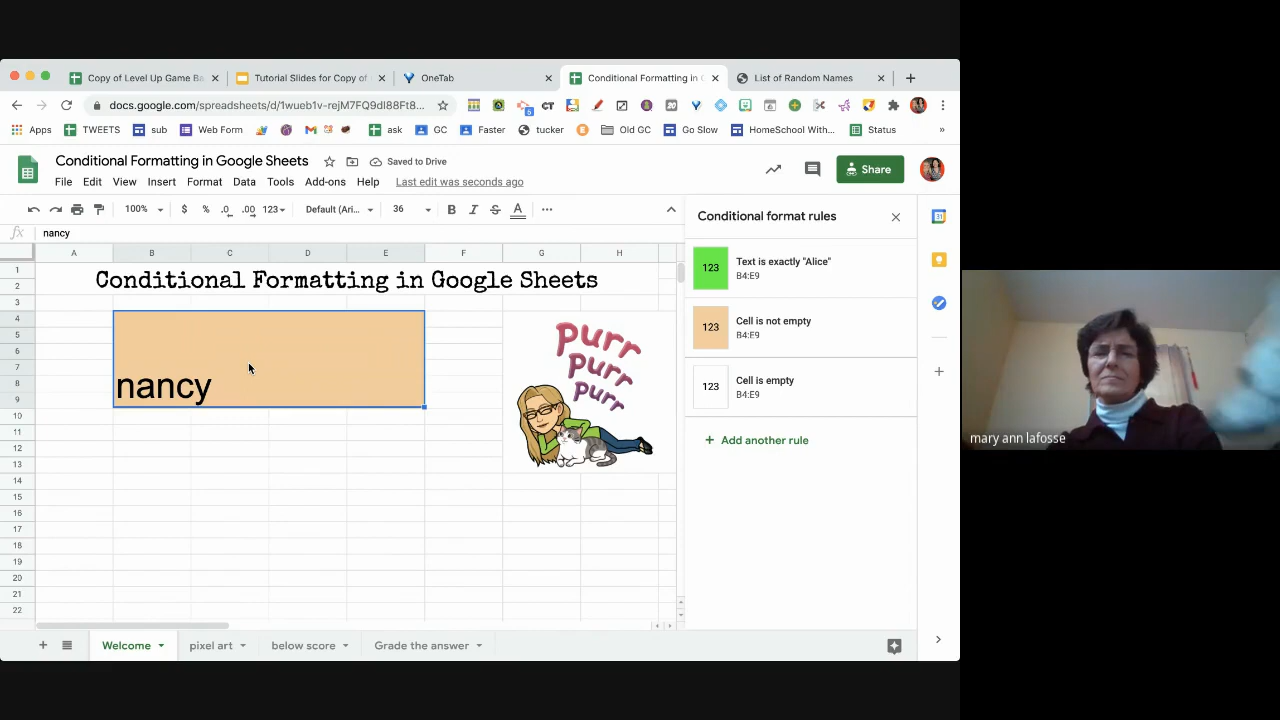 Copy of Level Up Game Ba
Tutorial Slides for Copy of
OneTab
Conditional Formatting in G
List of Random Names
docs.google.com/spreadsheets/d/1wueb1v-rejM7FQ9dI88Ft8...
Apps
TWEETS
sub
Web Form
ask
GC
Faster
tucker
Old GC
Go Slow
HomeSchool With...
Status
»
Conditional Formatting in Google Sheets
Saved to Drive
Share
File Edit View Insert Format Data Tools Add-ons Help Last edit was seconds ago
100% $ % .0 .00 123 Default (Ari... 36 B I S A
fx nancy
A B C D E F G H
1
2
Conditional Formatting in Google Sheets
3
4
5
6
7
8
9
10
11
12
13
14
15
16
17
18
19
20
21
22
nancy
purr
purr
purr
Conditional format rules
123
Text is exactly "Alice"
B4:E9
123
Cell is not empty
B4:E9
123
Cell is empty
B4:E9
+ Add another rule
Welcome
pixel art
below score
Grade the answer
mary ann lafosse